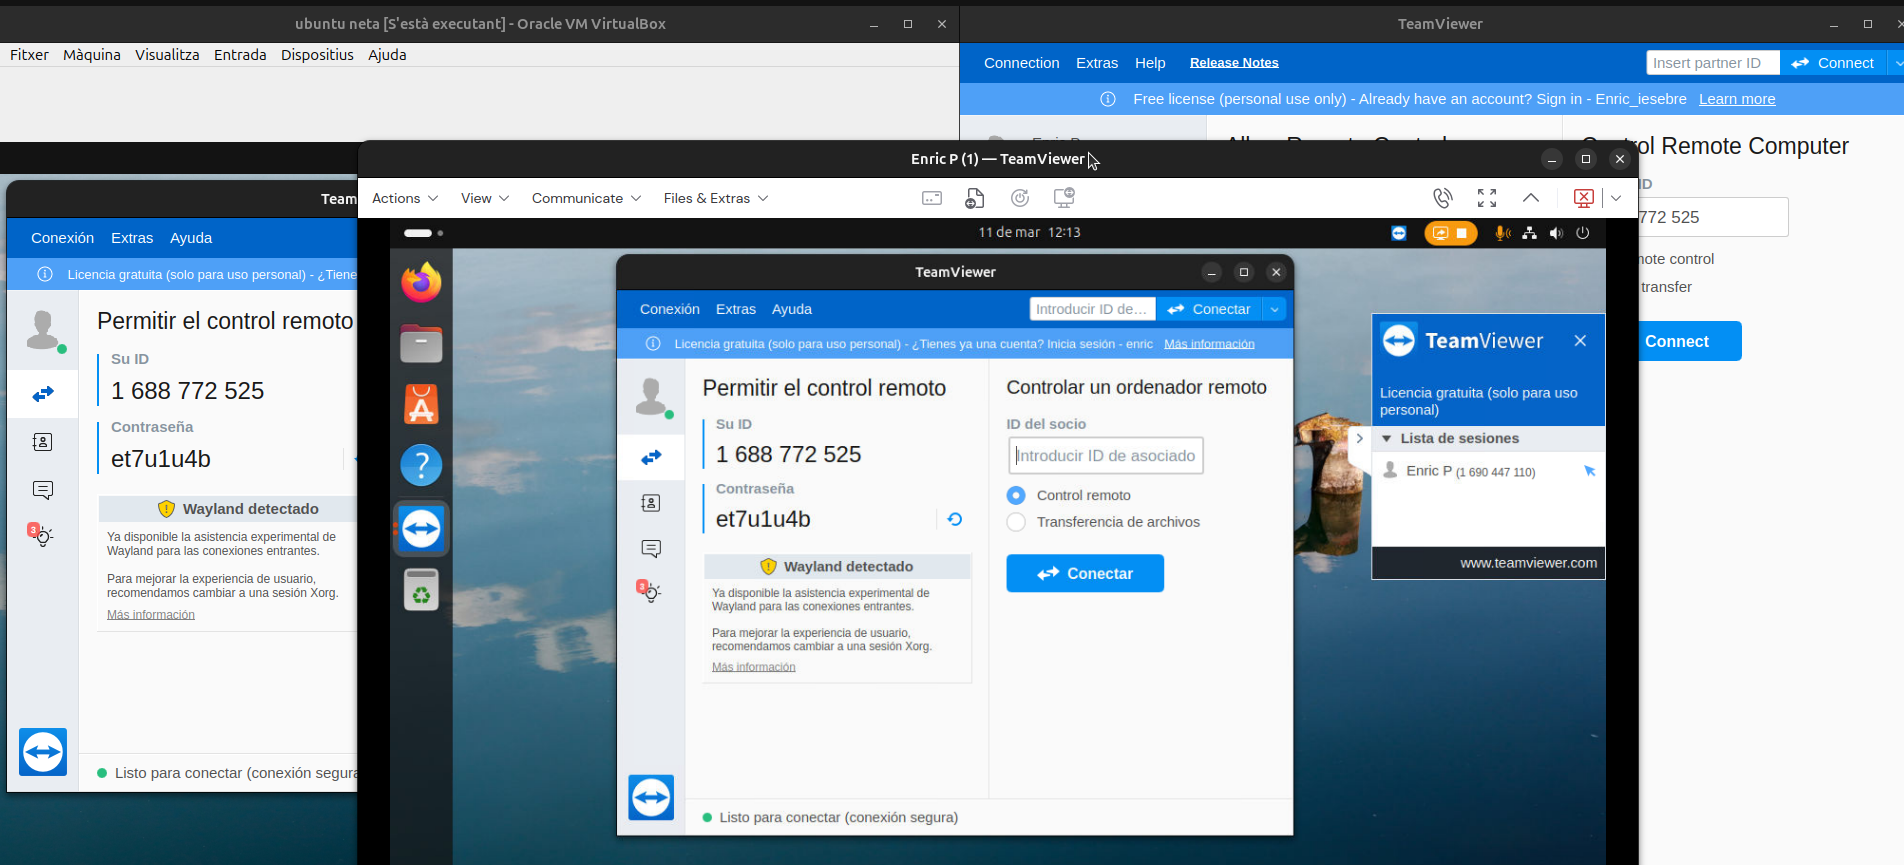 ubuntu neta [S'està executant] - Oracle VM VirtualBox
Fitxer Màquina Visualitza Entrada Dispositius Ajuda
TeamViewer
Connection Extras Help Release Notes
Insert partner ID Connect
Free license (personal use only) - Already have an account? Sign in - Enric_iesebre Learn more
Control Remote Computer
ID
772 525
transfer
Connect
Team
Conexión Extras Ayuda
Licencia gratuita (solo para uso personal) - ¿Tiene
Permitir el control remoto
Su ID
1 688 772 525
Contraseña
et7u1u4b
Wayland detectado
Ya disponible la asistencia experimental de
Wayland para las conexiones entrantes.
Para mejorar la experiencia de usuario,
recomendamos cambiar a una sesión Xorg.
Más información
3
Listo para conectar (conexión segura
Enric P (1) — TeamViewer
Actions View Communicate Files & Extras
11 de mar 12:13
TeamViewer
Conexión Extras Ayuda
Introducir ID de... Conectar
Licencia gratuita (solo para uso personal) - ¿Tienes ya una cuenta? Inicia sesión - enric Más información
Permitir el control remoto
Su ID
1 688 772 525
Contraseña
et7u1u4b
Wayland detectado
Ya disponible la asistencia experimental de
Wayland para las conexiones entrantes.
Para mejorar la experiencia de usuario,
recomendamos cambiar a una sesión Xorg.
Más información
3
Controlar un ordenador remoto
ID del socio
Introducir ID de asociado
Control remoto
Transferencia de archivos
Conectar
Listo para conectar (conexión segura)
TeamViewer
Licencia gratuita (solo para uso
personal)
Lista de sesiones
Enric P (1 690 447 110)
www.teamviewer.com